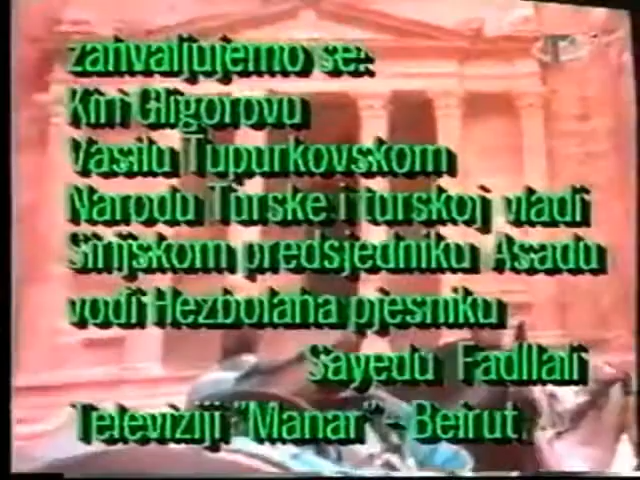 zahvaljujemo se:
Kiri Gligorovu
Vasilu Tupurkovskom
Narodu Turske i turskoj vladi
Sirijskom predsjedniku Asadu
vodi Hezbolaha pjesniku
Sayedu Fadllali
Televiziji "Manar" - Beirut